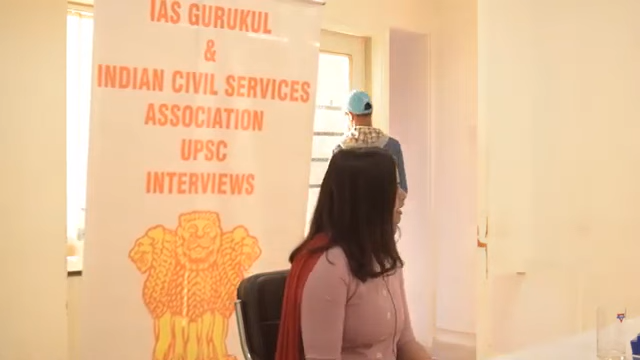 IAS GURUKUL
&
INDIAN CIVIL SERVICES
ASSOCIATION
UPSC
INTERVIEWS